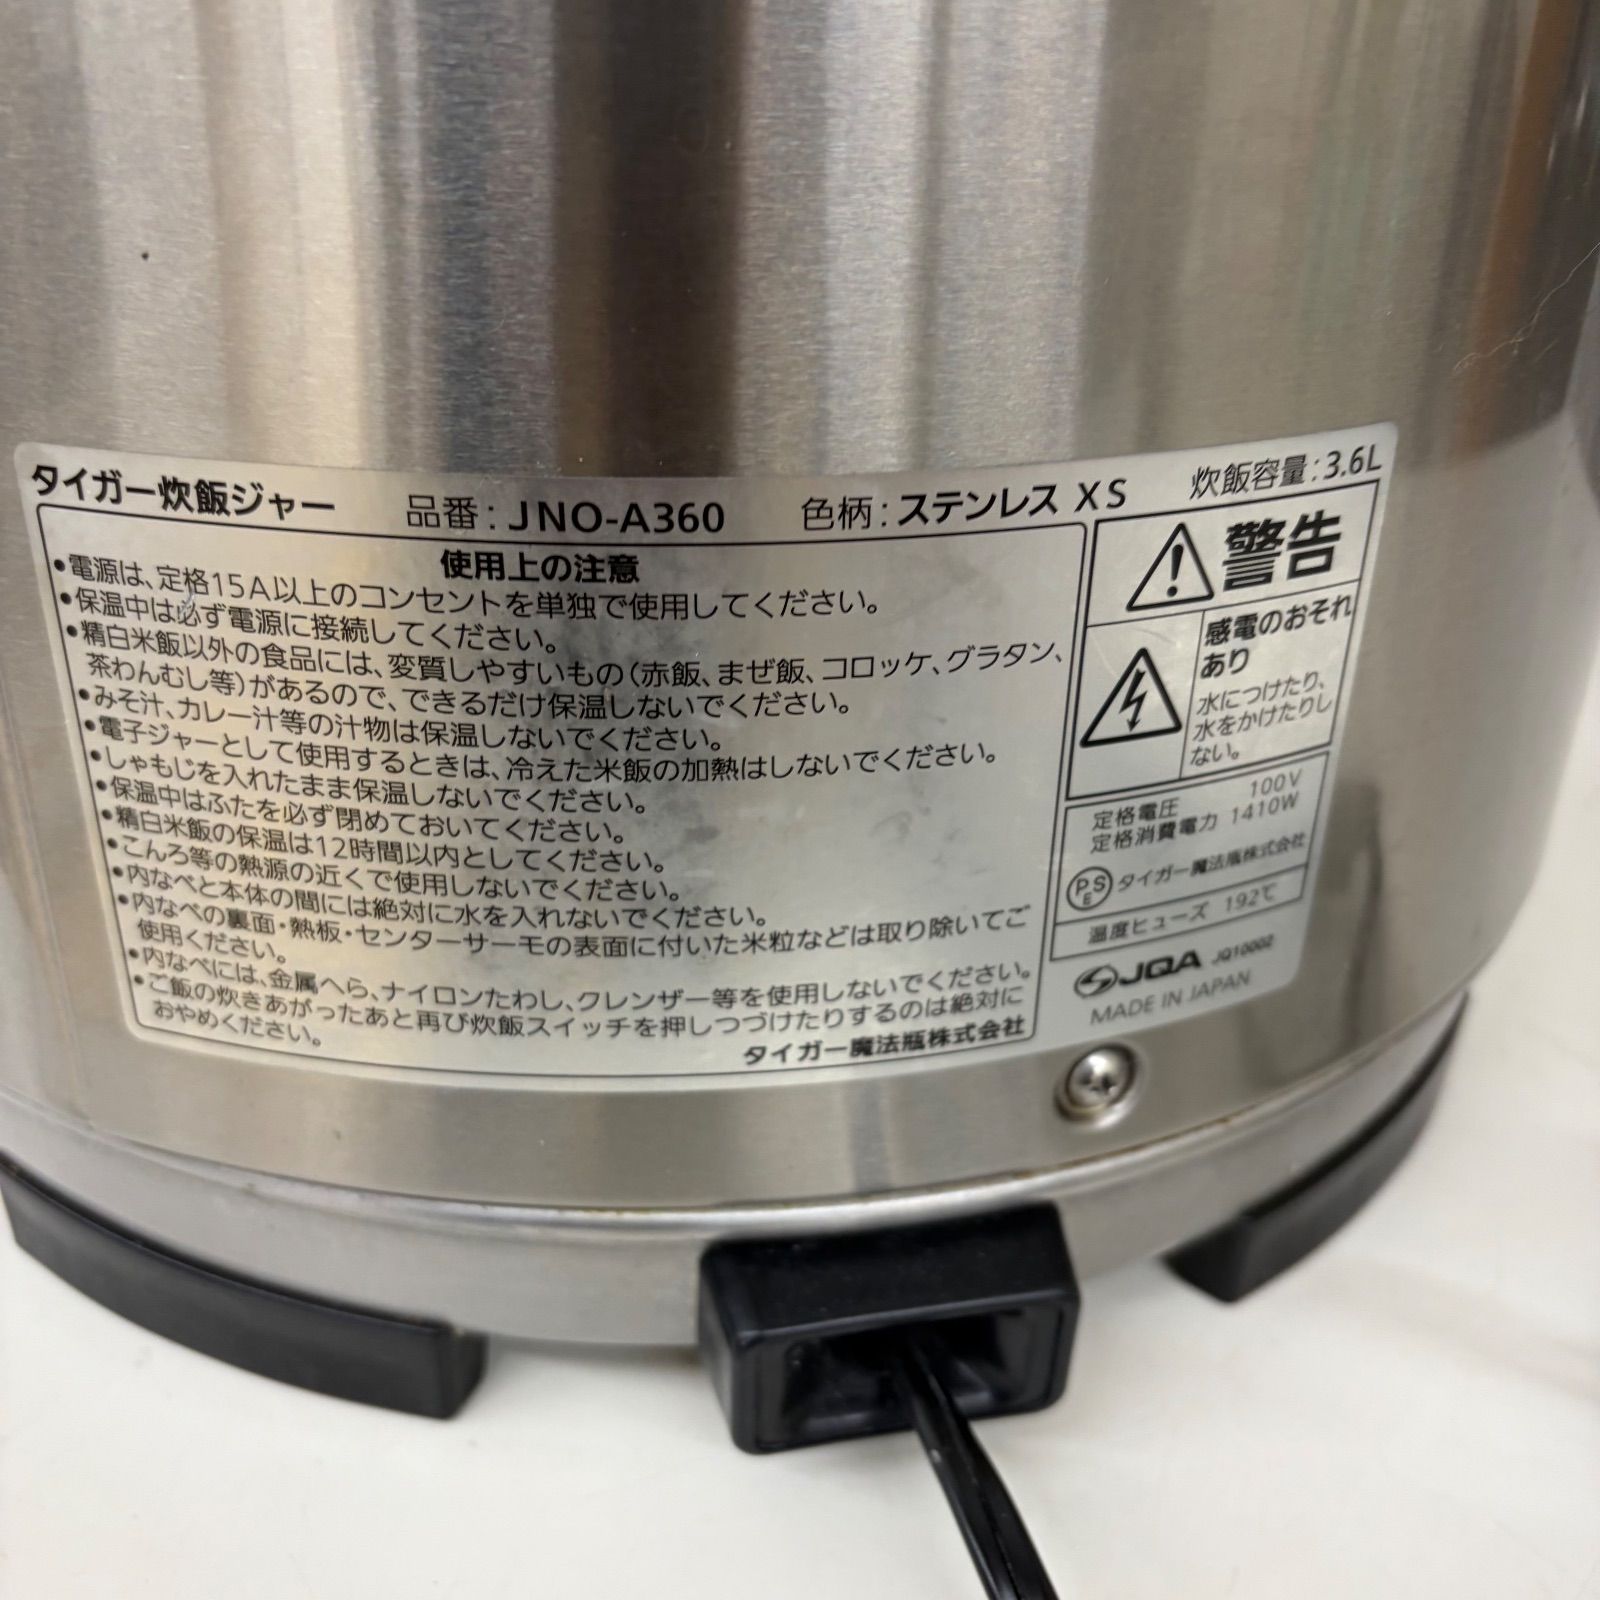 タイガー炊飯ジャー 品番:JNO-A360 色柄:ステンレス XS 炊飯容量:3.6L
使用上の注意
•電源は、定格15A以上のコンセントを単独で使用してください。
•保温中は必ず電源に接続してください。
•精白米飯以外の食品には、変質しやすいもの(赤飯、まぜ飯、コロッケ、グラタン、
茶わんむし等)があるので、できるだけ保温しないでください。
•みそ汁、カレー汁等の汁物は保温しないでください。
•電子ジャーとして使用するときは、冷えた米飯の加熱はしないでください。
•しゃもじを入れたまま保温しないでください。
•保温中はふたを必ず閉めておいてください。
•精白米飯の保温は12時間以内としてください。
•こんろ等の熱源の近くで使用しないでください。
•内なべと本体の間には絶対に水を入れないでください。
•内なべの裏面・熱板・センターサーモの表面に付いた米粒などは取り除いてご
使用ください。
•内なべには、金属へら、ナイロンたわし、クレンザー等を使用しないでください。
•ご飯の炊きあがったあと再び炊飯スイッチを押しつづけたりするのは絶対に
おやめください。
タイガー魔法瓶株式会社
警告
感電のおそれ
あり
水につけたり、
水をかけたりし
ない。
定格電圧 100V
定格消費電力 1410W
PSE タイガー魔法瓶株式会社
温度ヒューズ 192℃
JQA JQ10002
MADE IN JAPAN